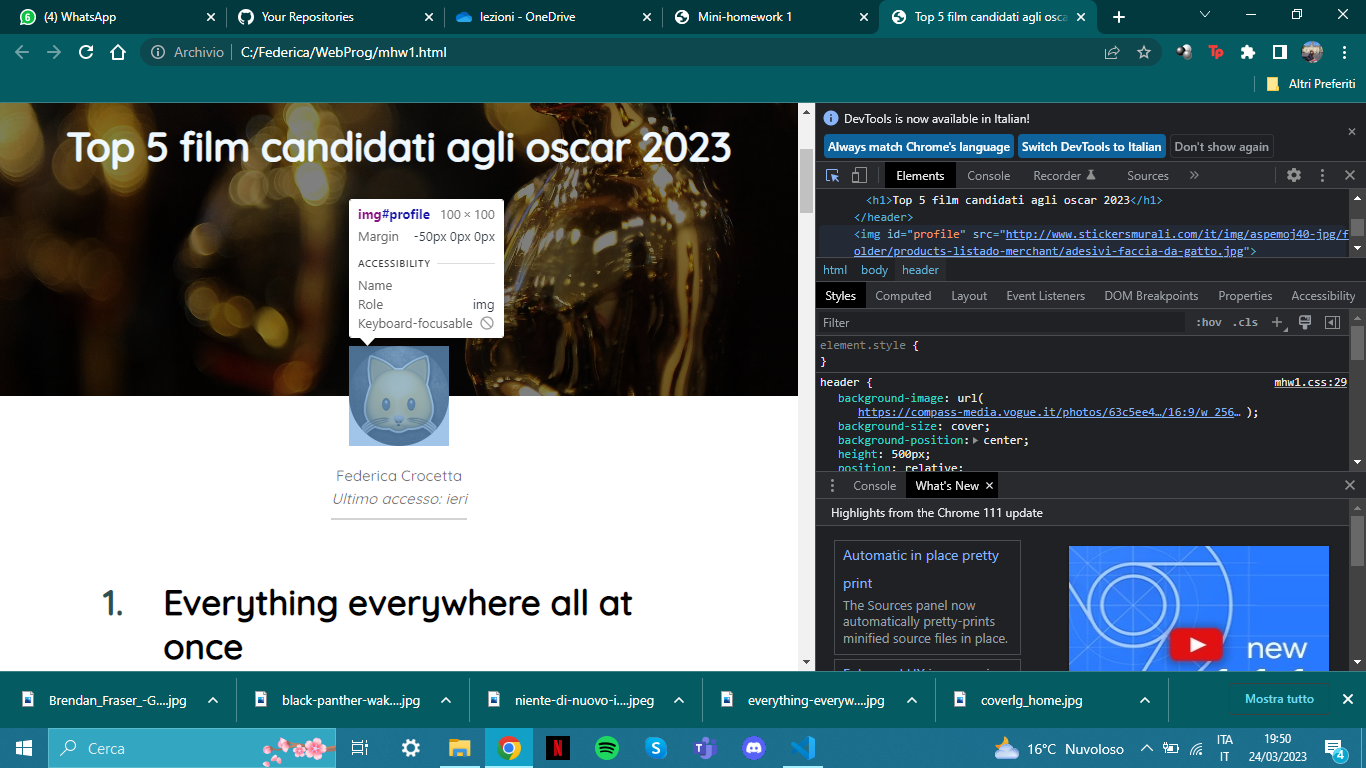 6
(4) WhatsApp
Your Repositories
lezioni - OneDrive
Mini-homework 1
Top 5 film candidati agli osca
Archivio
C:/Federica/WebProg/mhw1.html
Tp
Altri Preferiti
Top 5 film candidati agli oscar 2023
img#profile 100 × 100
Margin -50px 0px 0px
ACCESSIBILITY
Name
Role img
Keyboard-focusable
Federica Crocetta
Ultimo accesso: ieri
1. Everything everywhere all at
once
DevTools is now available in Italian!
Always match Chrome's language
Switch DevTools to Italian
Don't show again
Elements
Console
Recorder
Sources
<h1>Top 5 film candidati agli oscar 2023</h1>
</header>
<img id="profile" src="http://www.stickersmurali.com/it/img/aspemoj40-jpg/f
older/products-listado-merchant/adesivi-faccia-da-gatto.jpg">
html body header
Styles
Computed
Layout
Event Listeners
DOM Breakpoints
Properties
Accessibility
Filter
:hov .cls
element.style {
}
header { mhw1.css:29
background-image: url(
https://compass-media.vogue.it/photos/63c5ee4…/16:9/w_256… );
background-size: cover;
background-position: center;
height: 500px;
position: relative;
Console
What's New
Highlights from the Chrome 111 update
Automatic in place pretty
print
The Sources panel now
automatically pretty-prints
minified source files in place.
new
Brendan_Fraser_-G....jpg
black-panther-wak....jpg
niente-di-nuovo-i....jpeg
everything-everyw....jpg
coverlg_home.jpg
Mostra tutto
Cerca
16°C Nuvoloso
ITA
IT
19:50
24/03/2023
4